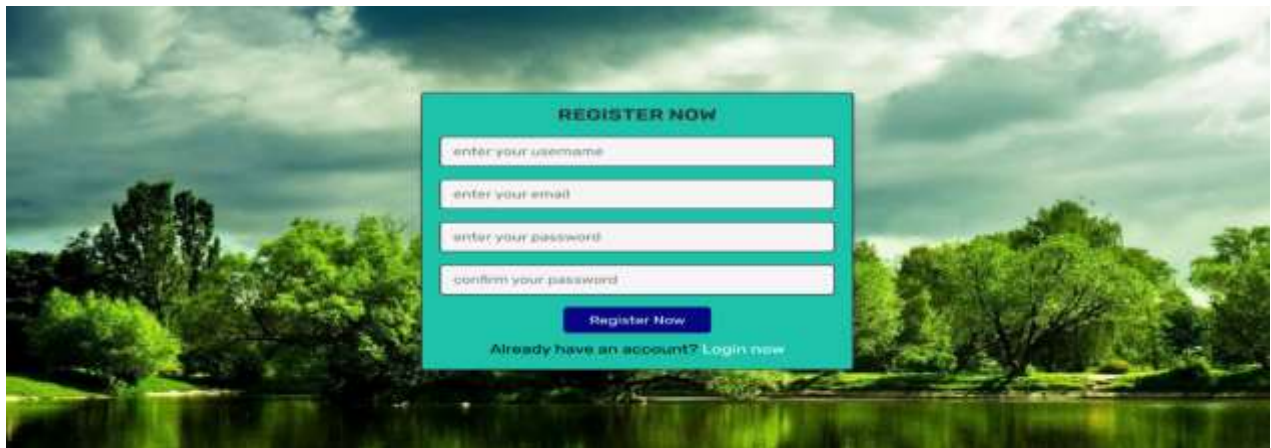 REGISTER NOW
enter your username
enter your email
enter your password
confirm your password
Register Now
Already have an account? Login now